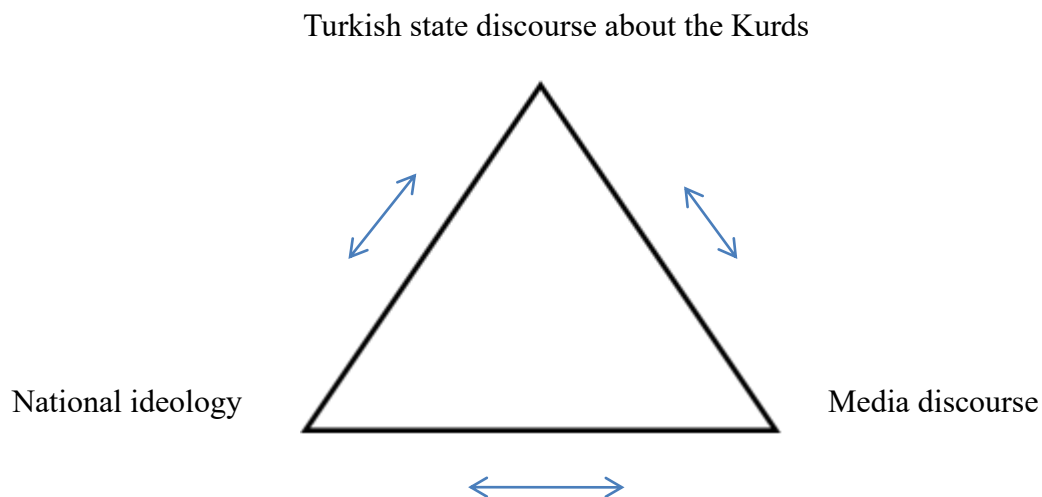 Turkish state discourse about the Kurds
National ideology
Media discourse